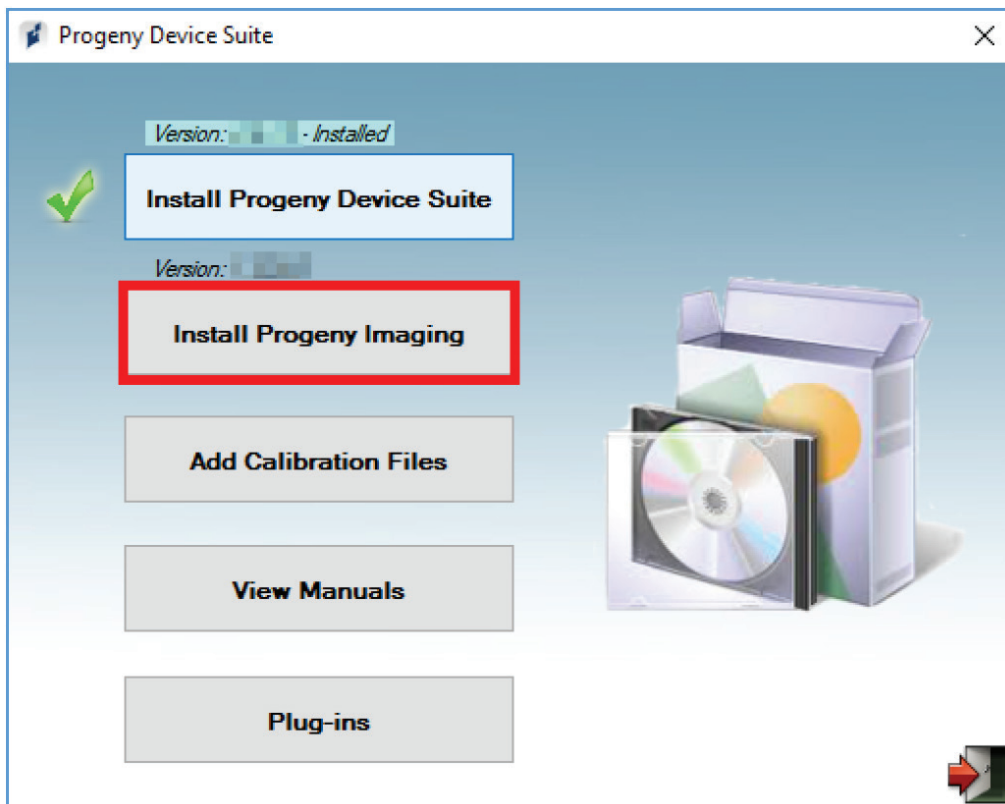 Progeny Device Suite
Version: - Installed
Install Progeny Device Suite
Version:
Install Progeny Imaging
Add Calibration Files
View Manuals
Plug-ins